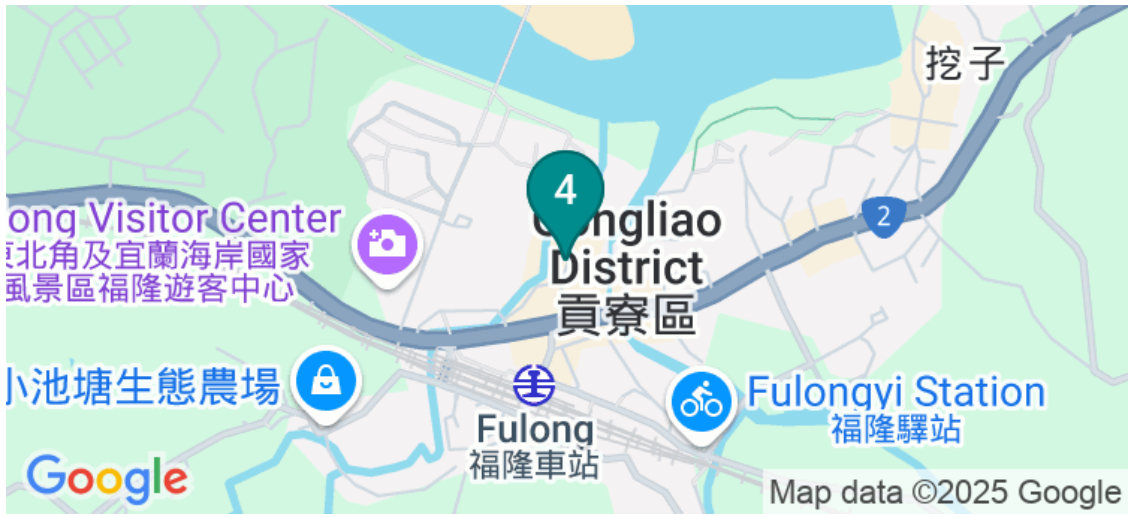 挖子
2
4
ong Visitor Center
東北角及宜蘭海岸國家
風景區福隆遊客中心
Gongliao
District
貢寮區
小池塘生態農場
Fulong
福隆車站
Fulongyi Station
福隆驛站
Google
Map data ©2025 Google